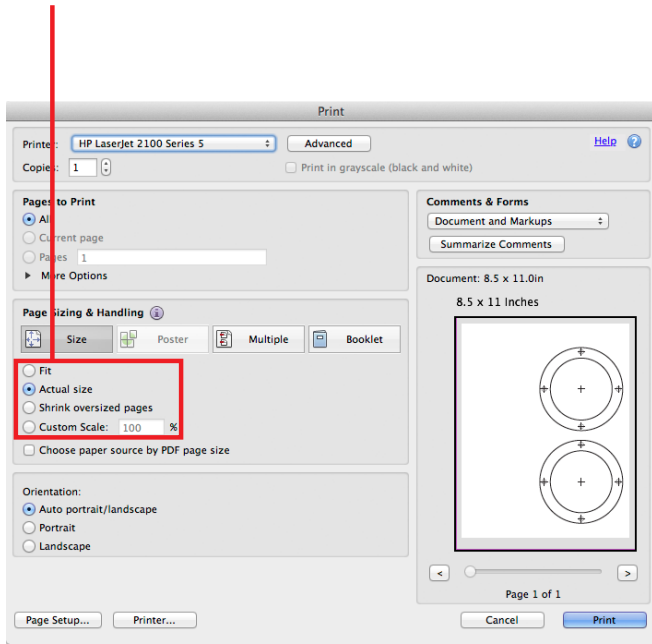 Print
Printer: HP LaserJet 2100 Series 5 Advanced Help ?
Copies: 1 Print in grayscale (black and white)
Pages to Print
All
Current page
Pages 1
More Options
Comments & Forms
Document and Markups
Summarize Comments
Page Sizing & Handling i
Size Poster Multiple Booklet
Fit
Actual size
Shrink oversized pages
Custom Scale: 100 %
Choose paper source by PDF page size
Orientation:
Auto portrait/landscape
Portrait
Landscape
Document: 8.5 x 11.0in
8.5 x 11 Inches
< >
Page 1 of 1
Page Setup... Printer... Cancel Print